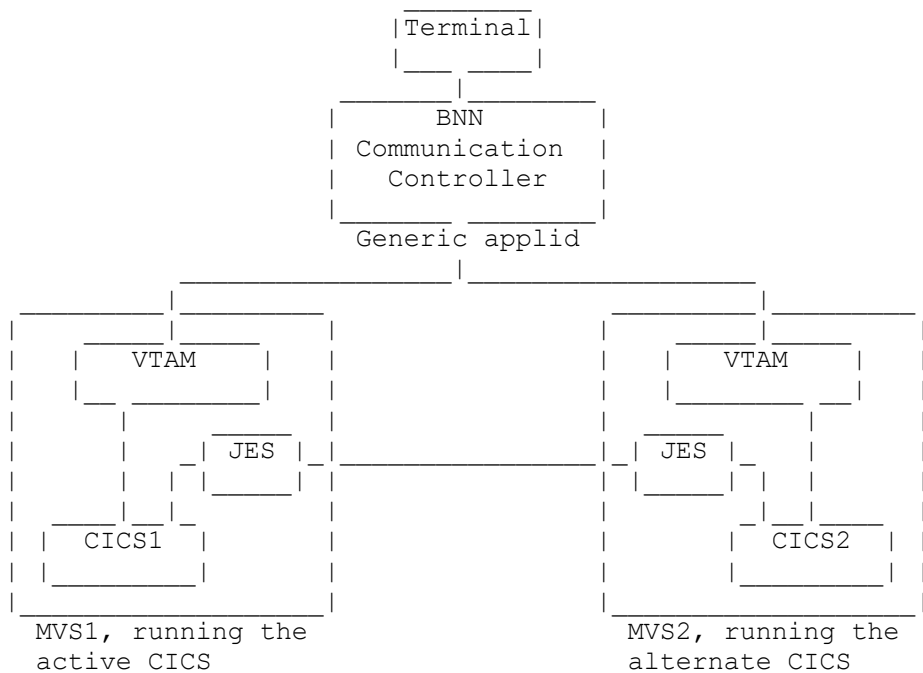 Terminal
BNN
Communication
Controller
Generic applid
VTAM VTAM
JES JES
CICS1 CICS2
MVS1, running the MVS2, running the
active CICS alternate CICS